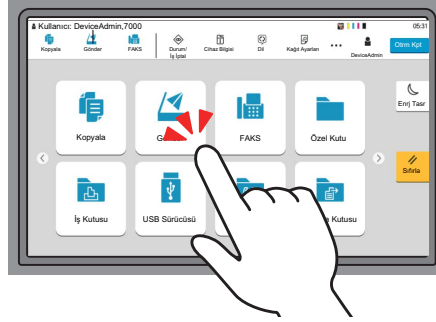 Kullanıcı: DeviceAdmin,7000
05:31
Kopyala
Gönder
FAKS
Durum/
İş İptal
Cihaz Bilgisi
Dil
Kağıt Ayarları
DeviceAdmin
Otrm Kpt
Kopyala
FAKS
Özel Kutu
Enrj Tasr
Sıfırla
İş Kutusu
USB Sürücüsü
Kutusu